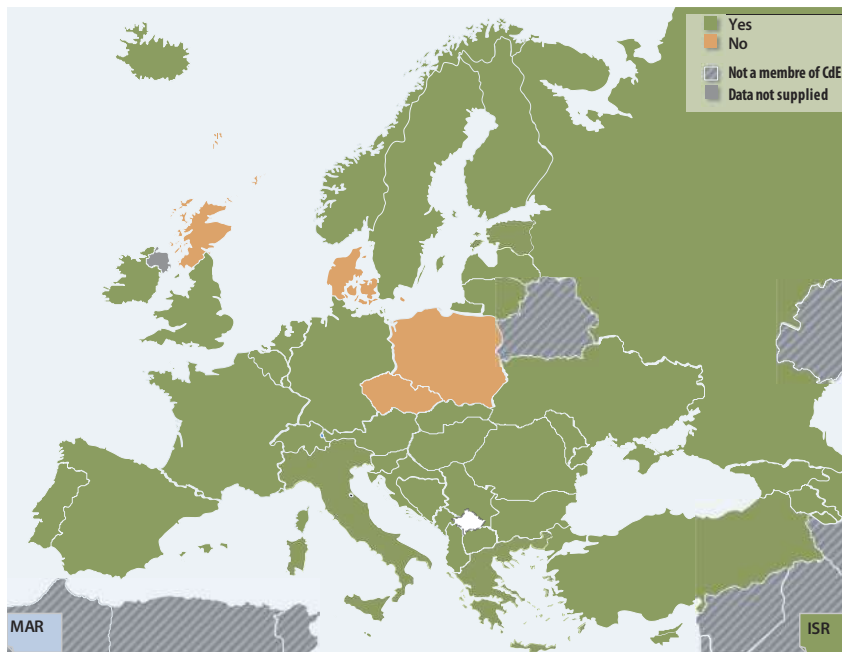 Yes
No
Not a membre of CdE
Data not supplied
MAR
ISR